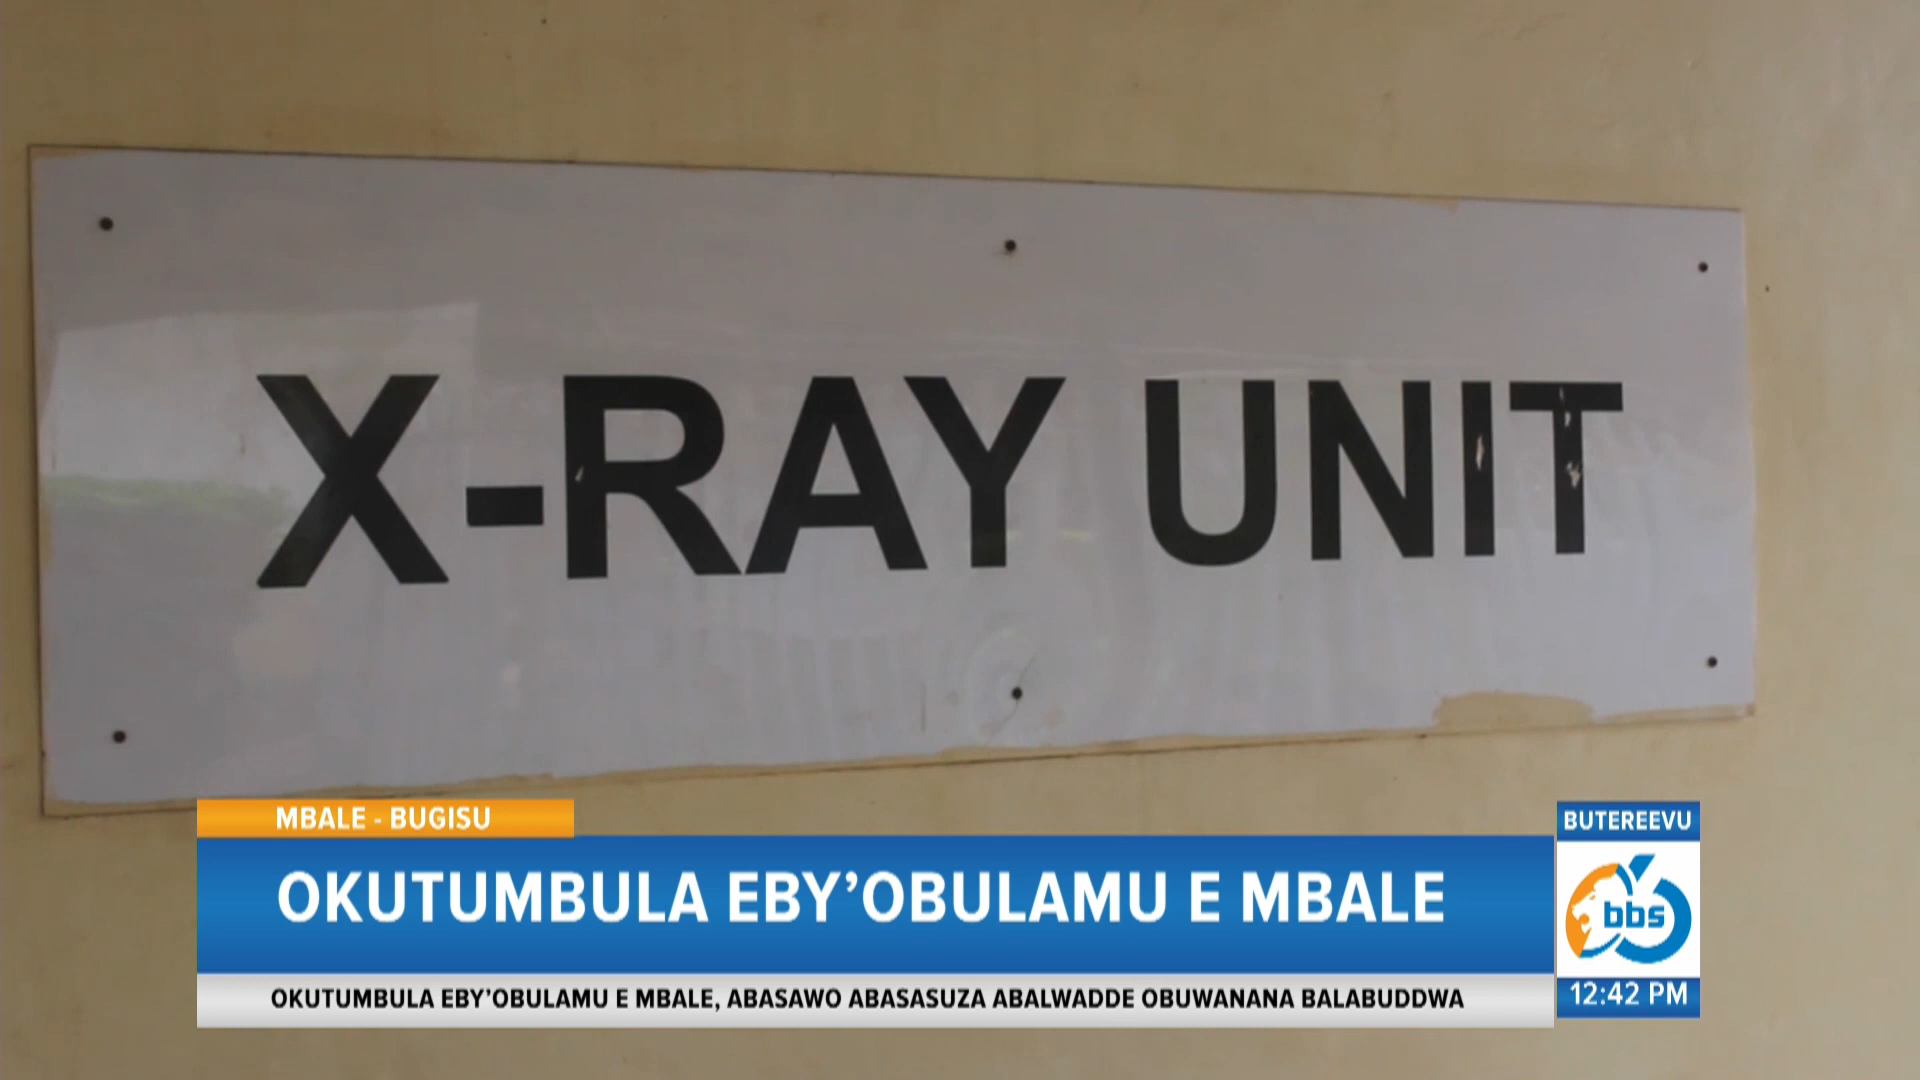 X-RAY UNIT
MBALE - BUGISU
OKUTUMBULA EBY’OBULAMU E MBALE
OKUTUMBULA EBY’OBULAMU E MBALE, ABASAWO ABASASUZA ABALWADDE OBUWANANA BALABUDDWA
BUTEREEVU
bbs
12:42 PM